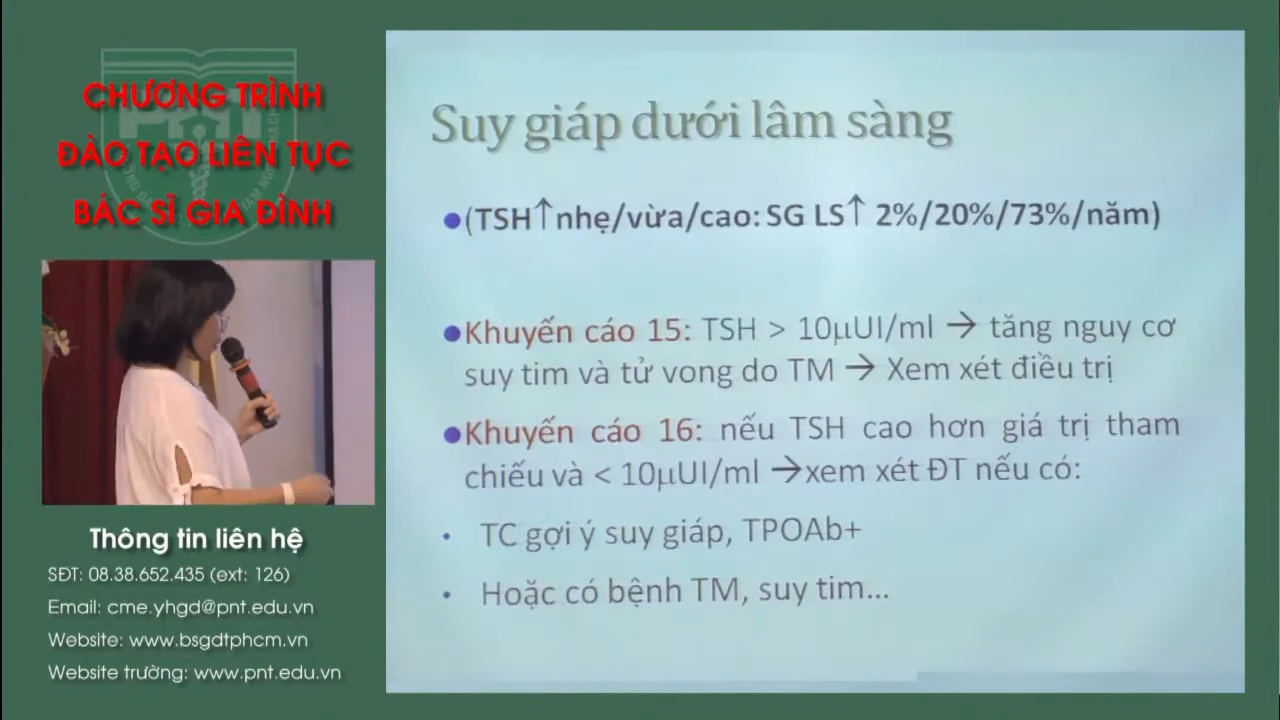 CHƯƠNG TRÌNH
ĐÀO TẠO LIÊN TỤC
BÁC SĨ GIA ĐÌNH
Thông tin liên hệ
SĐT: 08.38.652.435 (ext: 126)
Email: cme.yhgd@pnt.edu.vn
Website: www.bsgdtphcm.vn
Website trường: www.pnt.edu.vn
Suy giáp dưới lâm sàng
(TSH↑nhẹ/vừa/cao: SG LS↑ 2%/20%/73%/năm)
Khuyến cáo 15: TSH > 10µUI/ml → tăng nguy cơ
suy tim và tử vong do TM → Xem xét điều trị
Khuyến cáo 16: nếu TSH cao hơn giá trị tham
chiếu và < 10µUI/ml →xem xét ĐT nếu có:
• TC gợi ý suy giáp, TPOAb+
• Hoặc có bệnh TM, suy tim...